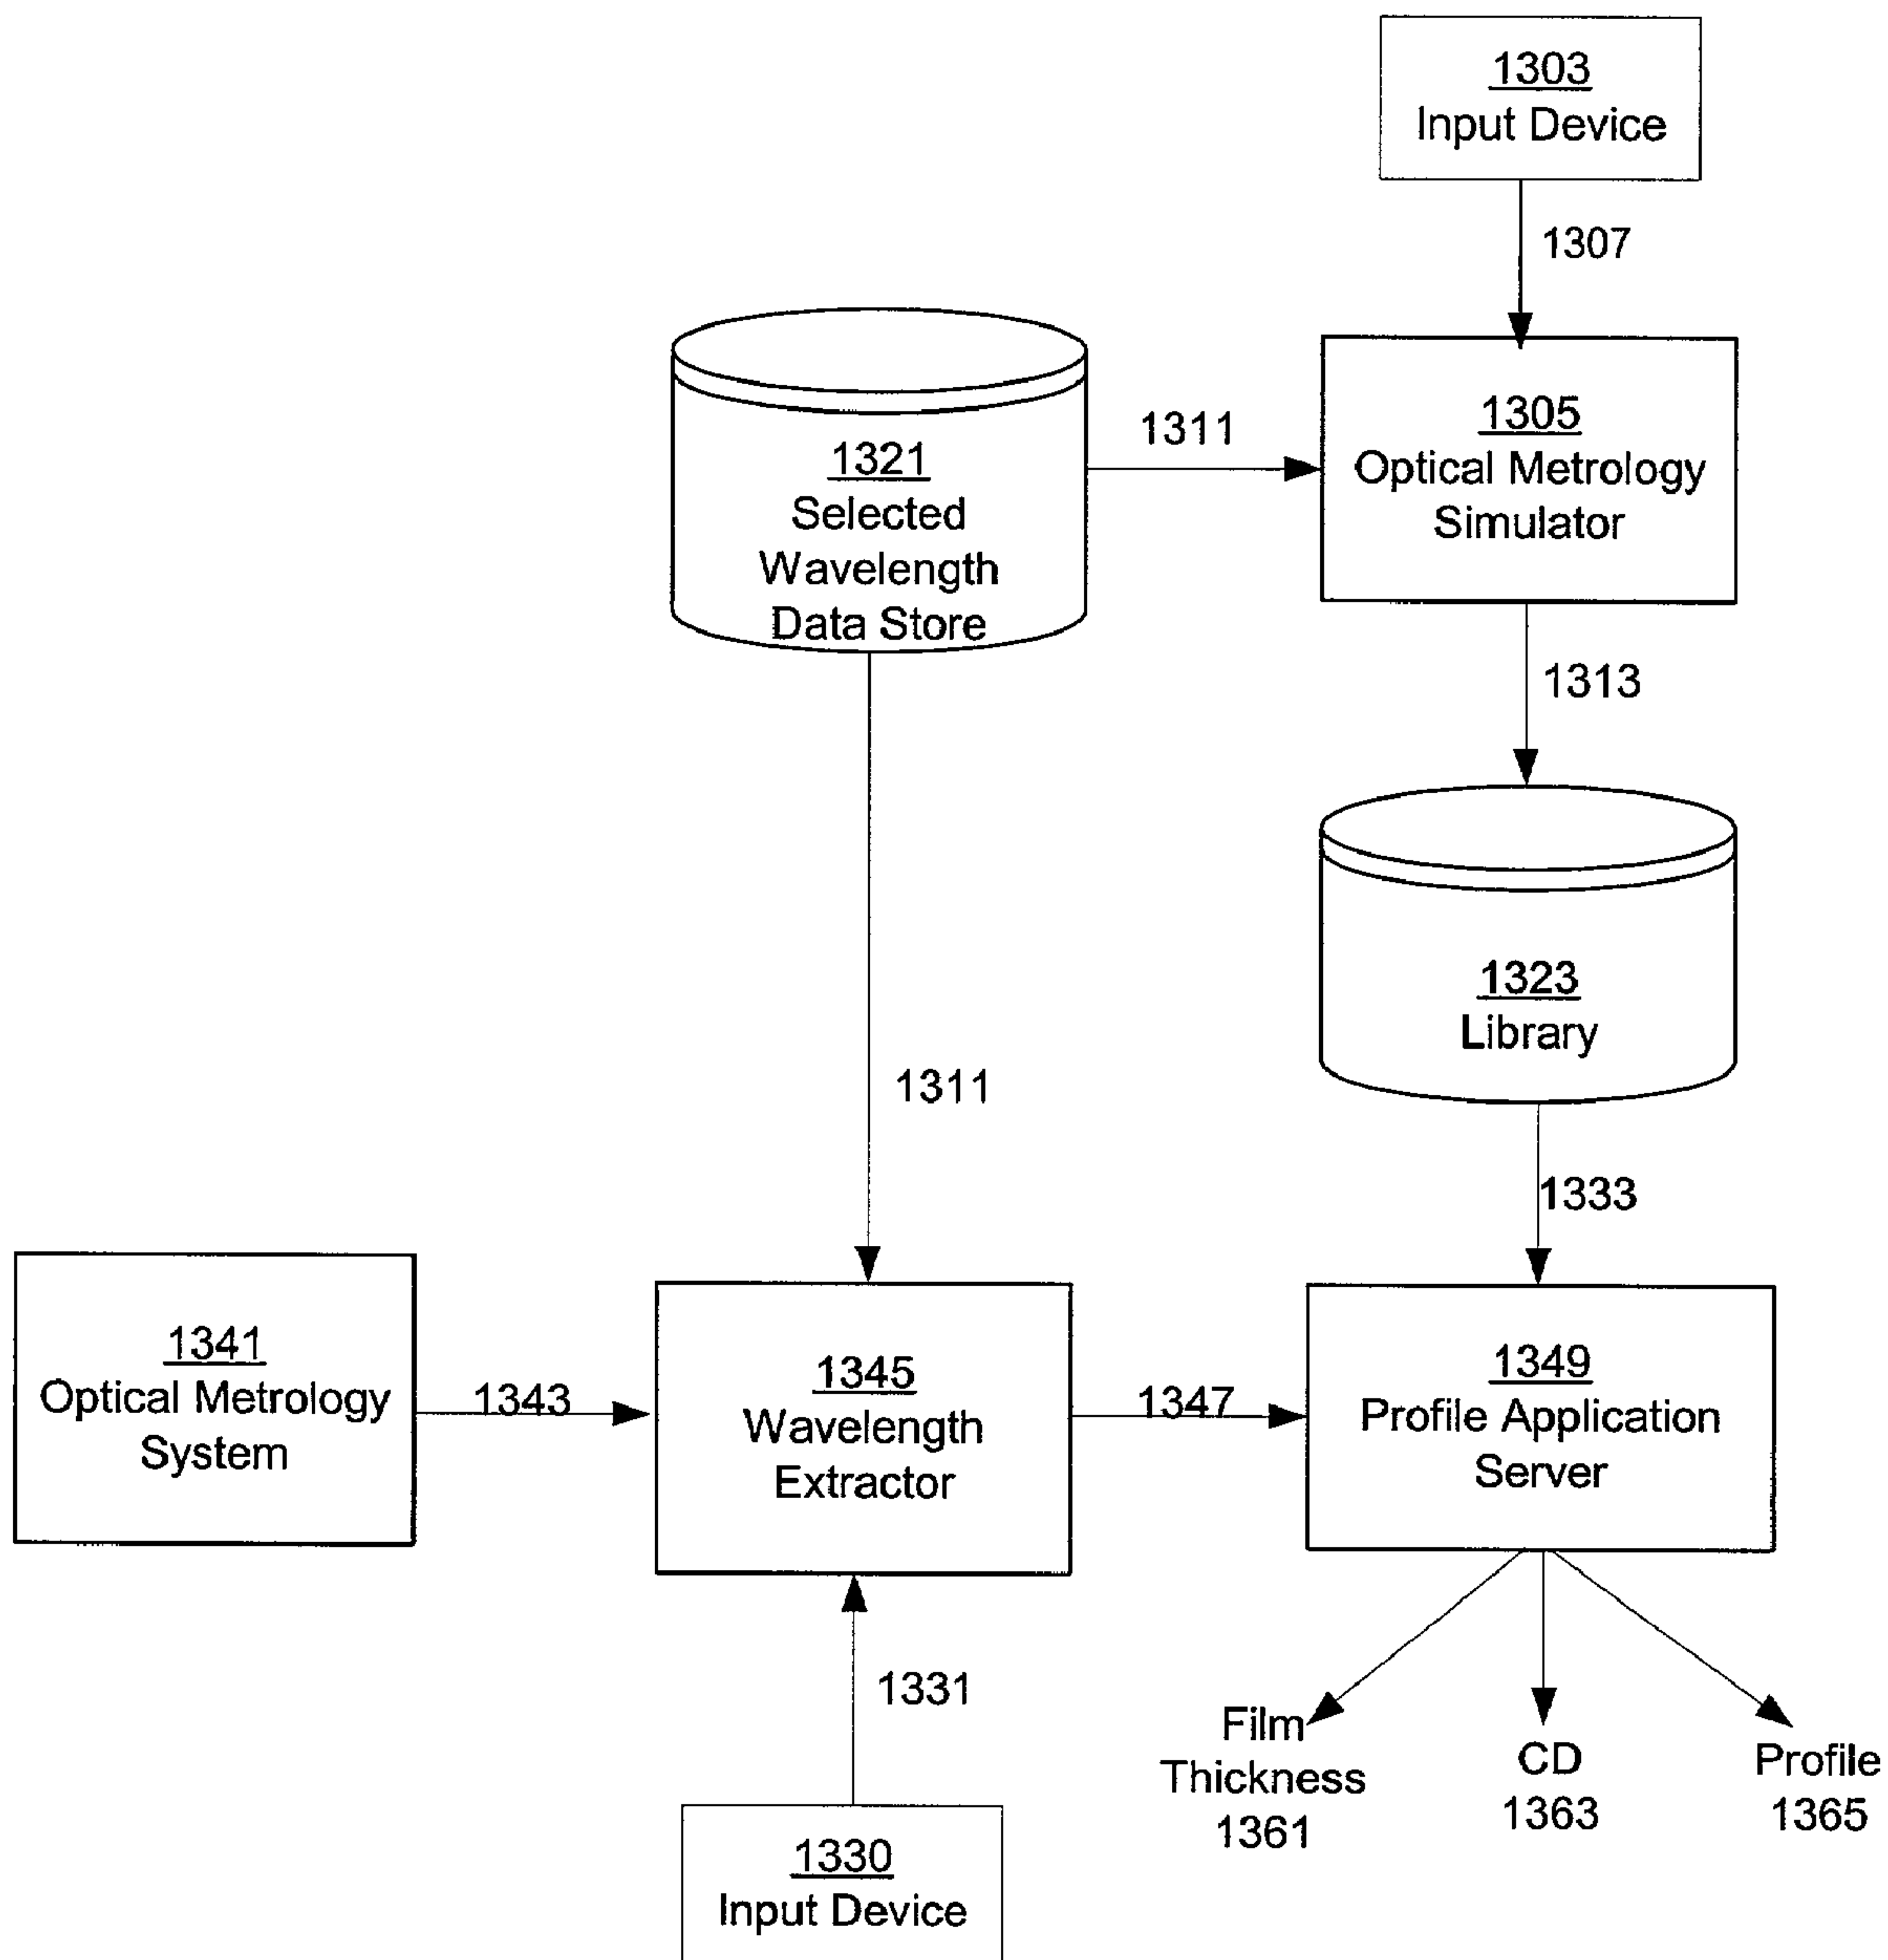 1303
Input Device
1307
1321
Selected
Wavelength
Data Store
1311
1305
Optical Metrology
Simulator
1313
1323
Library
1311
1333
1341
Optical Metrology
System
1343
1345
Wavelength
Extractor
1347
1349
Profile Application
Server
1331
Film
Thickness
1361
CD
1363
Profile
1365
1330
Input Device